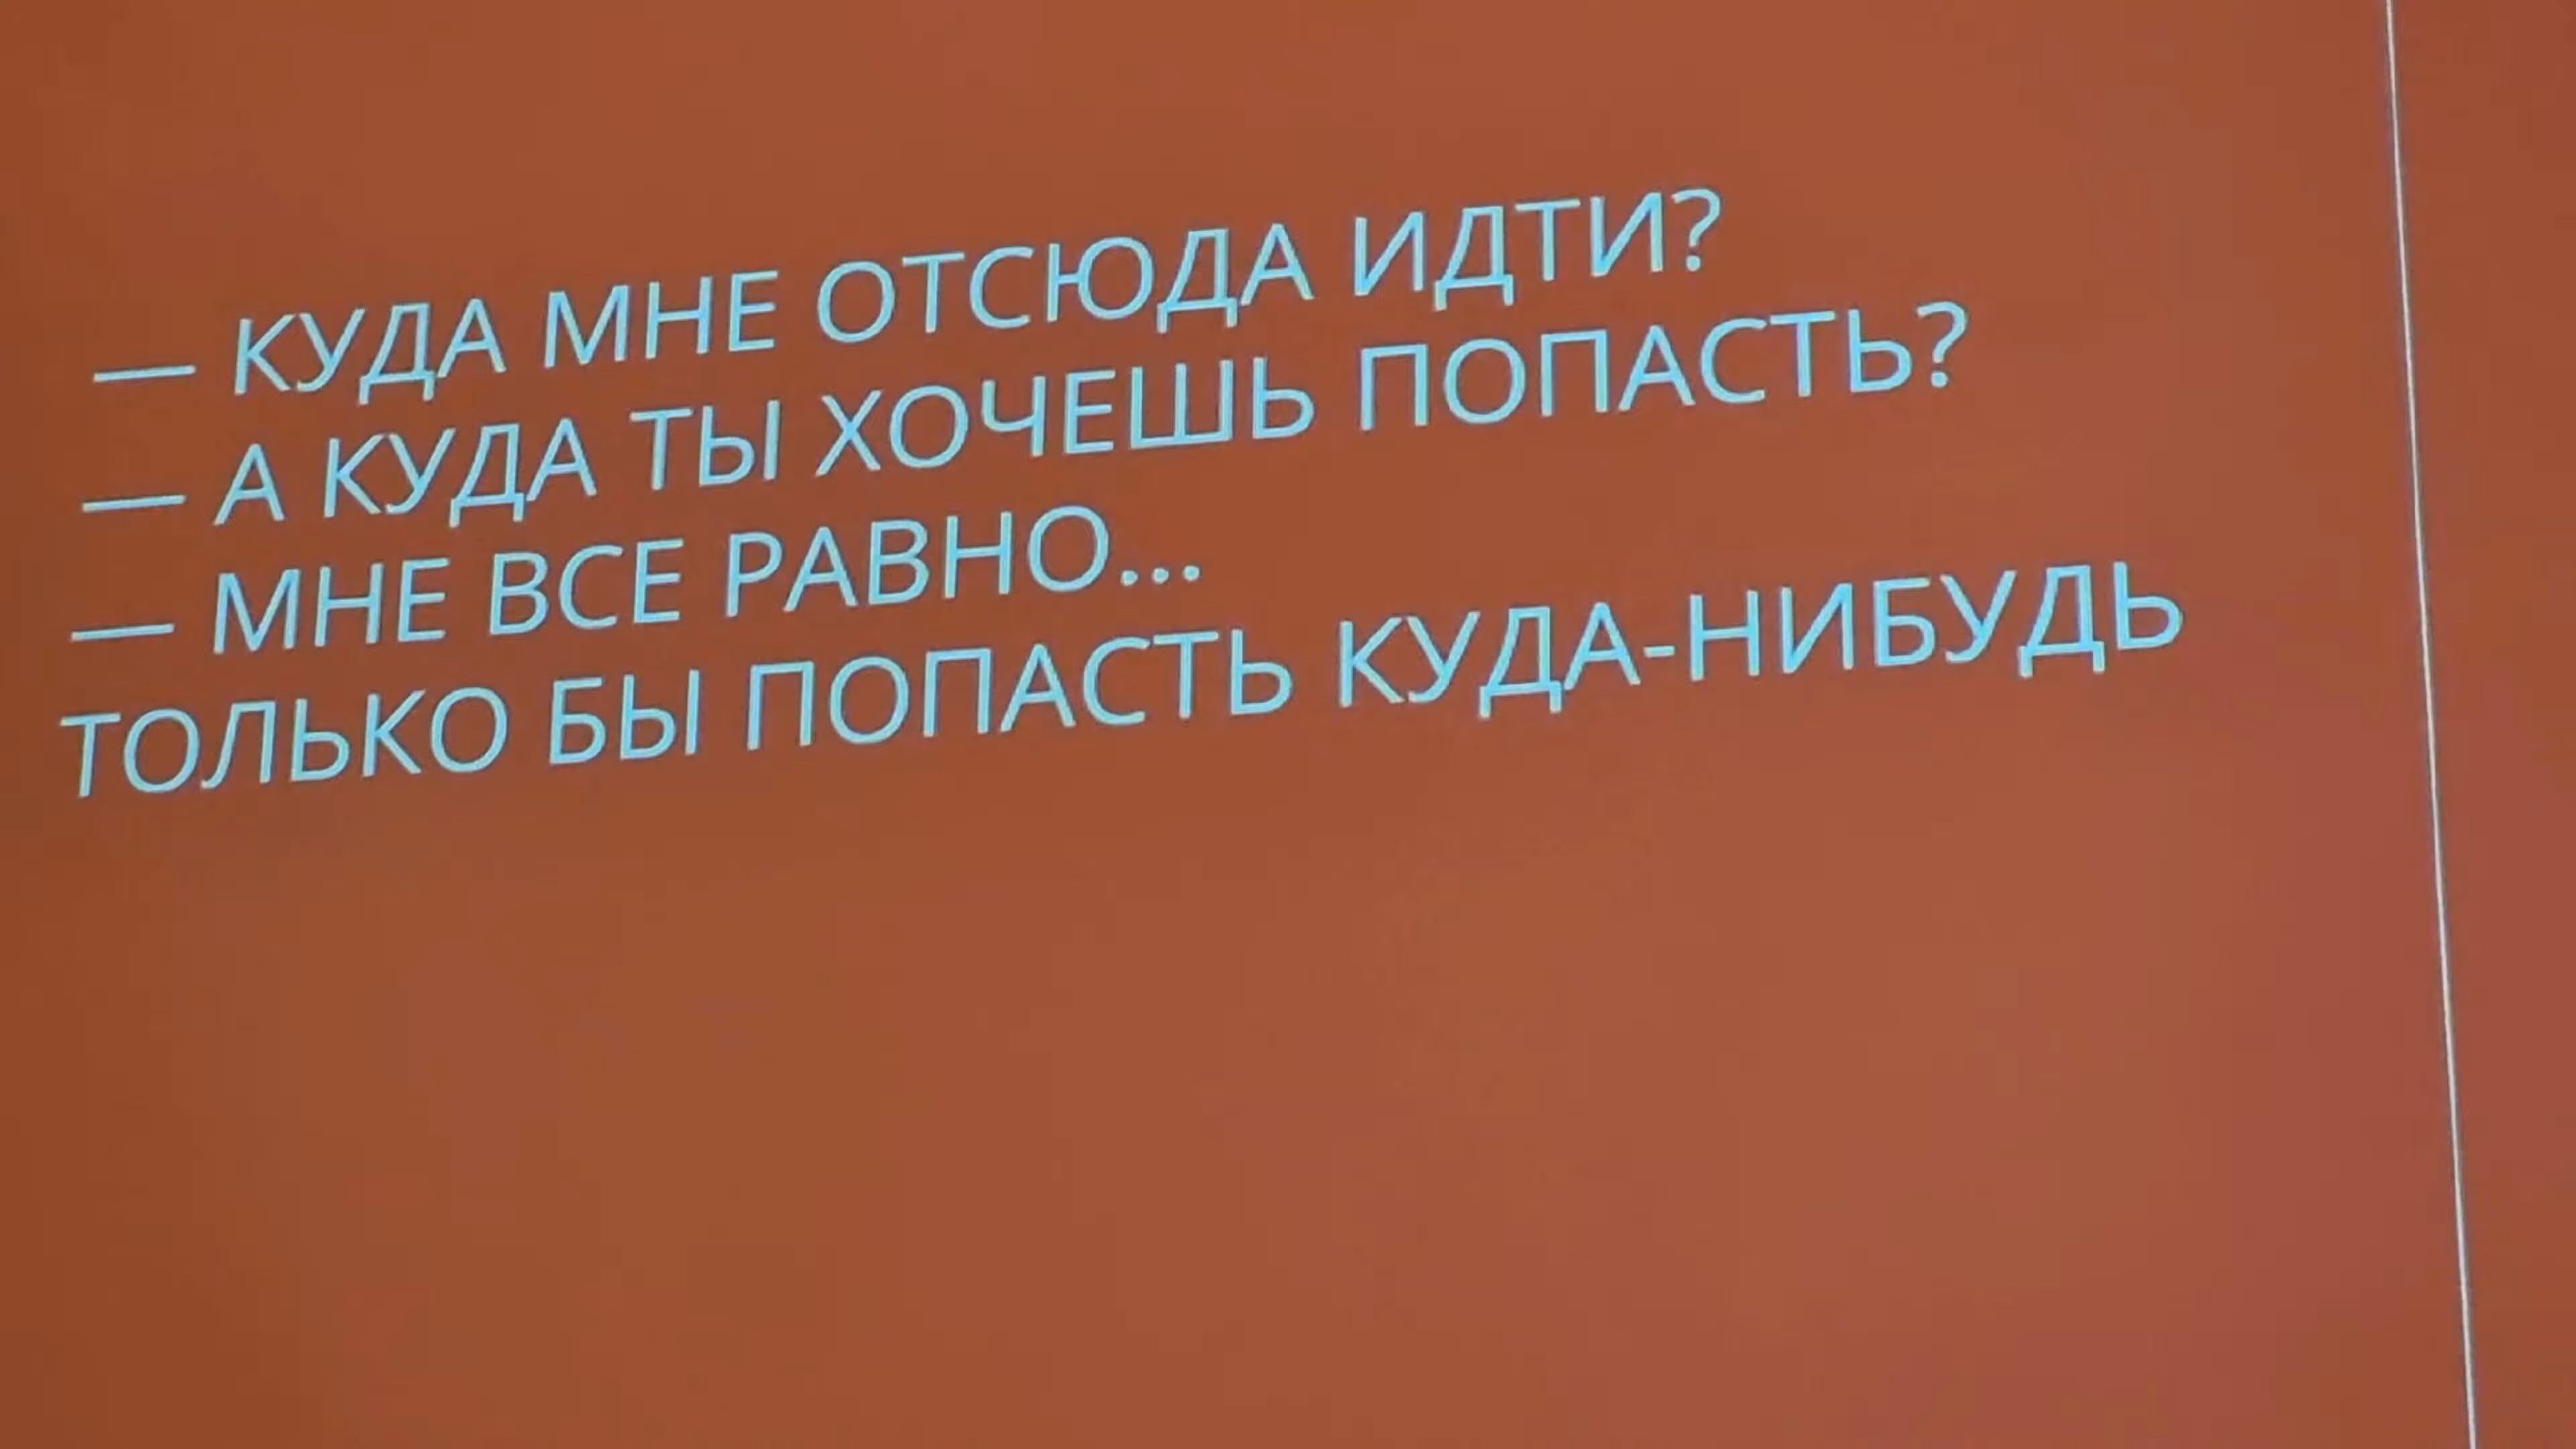 — КУДА МНЕ ОТСЮДА ИДТИ?
— А КУДА ТЫ ХОЧЕШЬ ПОПАСТЬ?
— МНЕ ВСЕ РАВНО...
ТОЛЬКО БЫ ПОПАСТЬ КУДА-НИБУДЬ